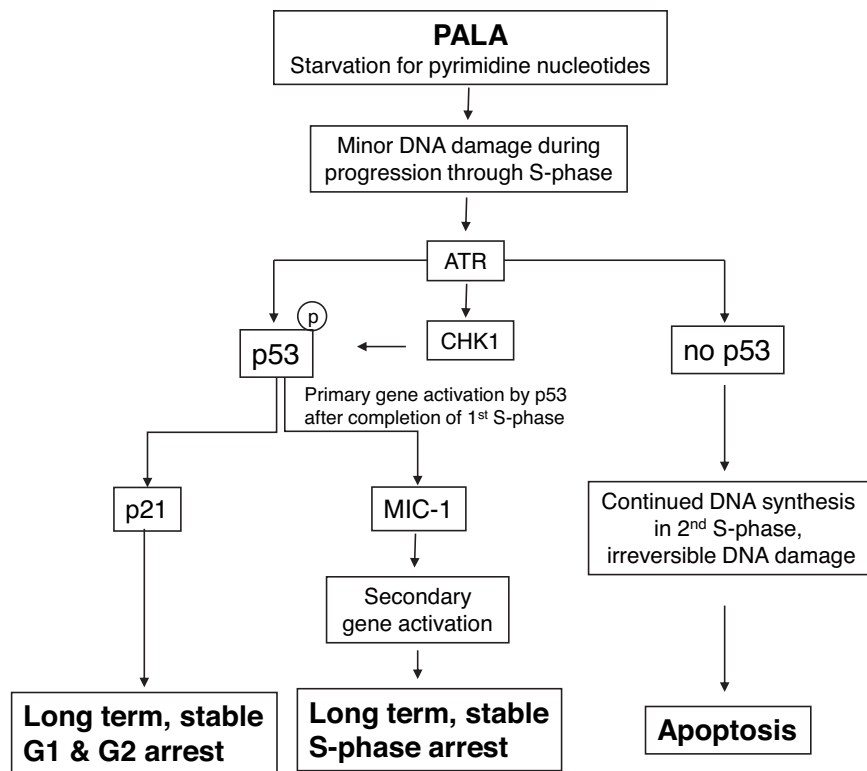 PALA
Starvation for pyrimidine nucleotides
Minor DNA damage during
progression through S-phase
ATR
p
p53
CHK1
no p53
Primary gene activation by p53
after completion of 1st S-phase
p21
MIC-1
Continued DNA synthesis
in 2nd S-phase,
irreversible DNA damage
Secondary
gene activation
Long term, stable
G1 & G2 arrest
Long term, stable
S-phase arrest
Apoptosis